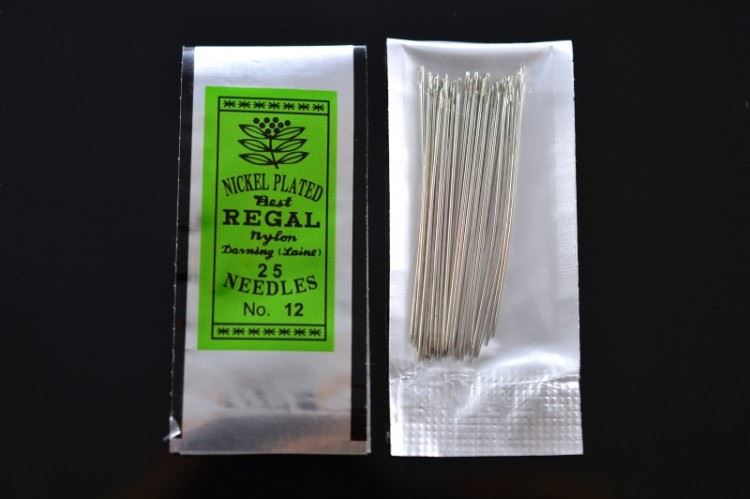 NICKEL PLATED
Best
REGAL
Nylon
Darning (Laine)
25
NEEDLES
No. 12